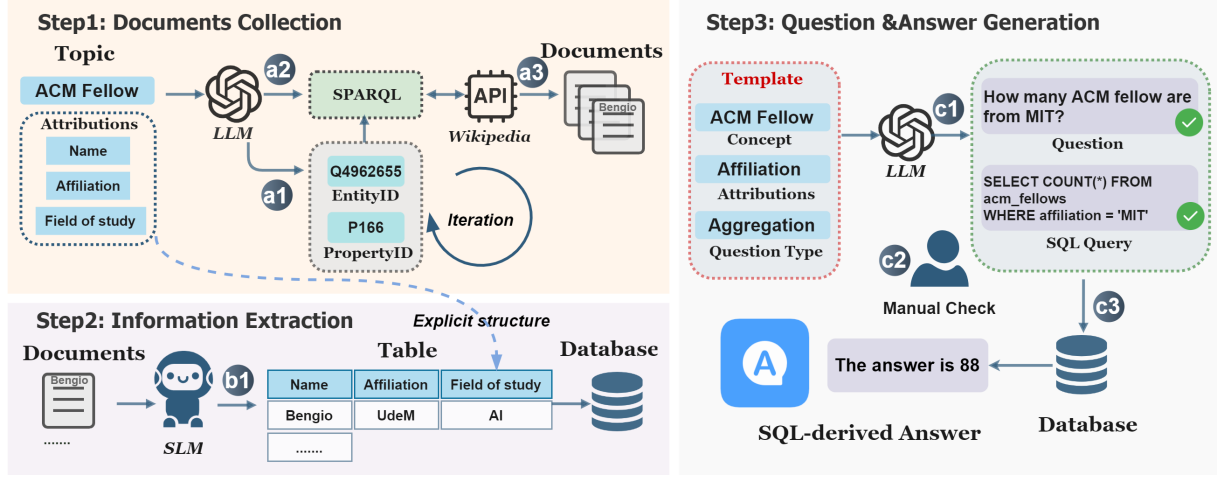 Step1: Documents Collection
Topic
ACM Fellow
Attributions
Name
Affiliation
Field of study
LLM
a2
a1
SPARQL
Q4962655
EntityID
P166
PropertyID
API
Wikipedia
a3
Documents
Bengio
Iteration
Step2: Information Extraction
Explicit structure
Documents
Bengio
.......
SLM
b1
Table
Name Affiliation Field of study
Bengio UdeM AI
.......
Database
Step3: Question &Answer Generation
Template
ACM Fellow
Concept
Affiliation
Attributions
Aggregation
Question Type
LLM
c1
How many ACM fellow are
from MIT?
Question
SELECT COUNT(*) FROM
acm_fellows
WHERE affiliation = 'MIT'
SQL Query
c2
Manual Check
c3
A
The answer is 88
SQL-derived Answer
Database